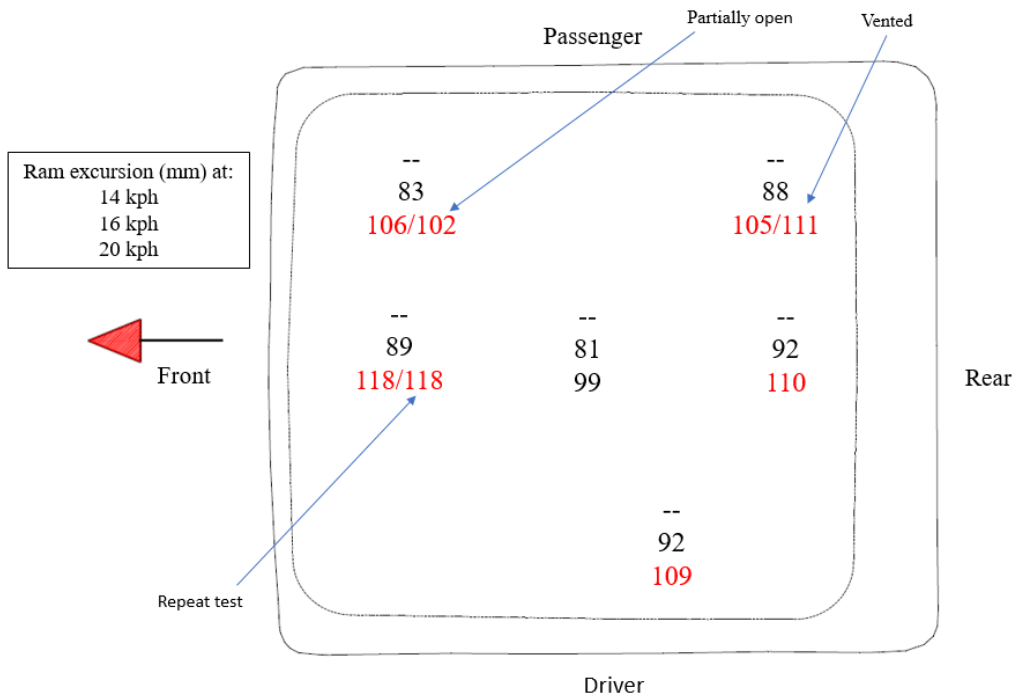 Partially open
Vented
Passenger
Ram excursion (mm) at:
14 kph
16 kph
20 kph
--
83
106/102
--
88
105/111
--
89
118/118
--
81
99
--
92
110
Front
Rear
--
92
109
Repeat test
Driver